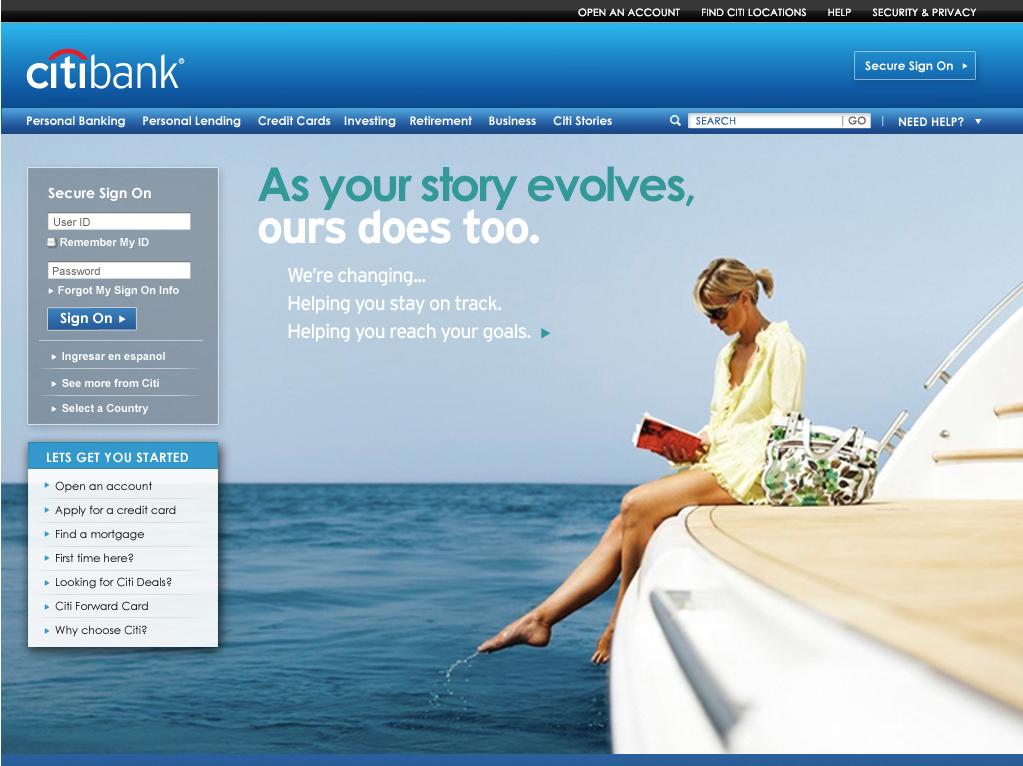 OPEN AN ACCOUNT
FIND CITI LOCATIONS
HELP
SECURITY & PRIVACY
citibank®
Secure Sign On
Personal Banking
Personal Lending
Credit Cards
Investing
Retirement
Business
Citi Stories
SEARCH
GO
NEED HELP?
Secure Sign On
User ID
Remember My ID
Password
Forgot My Sign On Info
Sign On
Ingresar en espanol
See more from Citi
Select a Country
LETS GET YOU STARTED
Open an account
Apply for a credit card
Find a mortgage
First time here?
Looking for Citi Deals?
Citi Forward Card
Why choose Citi?
As your story evolves,
ours does too.
We're changing...
Helping you stay on track.
Helping you reach your goals.